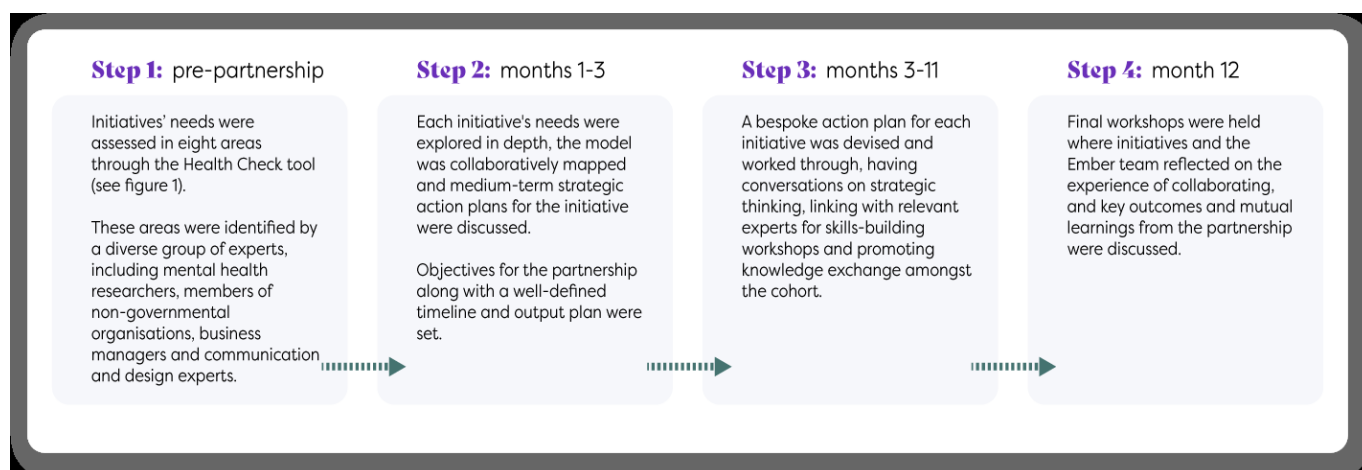 Step 1: pre-partnership
Initiatives’ needs were
assessed in eight areas
through the Health Check tool
(see figure 1).
These areas were identified by
a diverse group of experts,
including mental health
researchers, members of
non-governmental
organisations, business
managers and communication
and design experts.
Step 2: months 1-3
Each initiative's needs were
explored in depth, the model
was collaboratively mapped
and medium-term strategic
action plans for the initiative
were discussed.
Objectives for the partnership
along with a well-defined
timeline and output plan were
set.
Step 3: months 3-11
A bespoke action plan for each
initiative was devised and
worked through, having
conversations on strategic
thinking, linking with relevant
experts for skills-building
workshops and promoting
knowledge exchange amongst
the cohort.
Step 4: month 12
Final workshops were held
where initiatives and the
Ember team reflected on the
experience of collaborating,
and key outcomes and mutual
learnings from the partnership
were discussed.